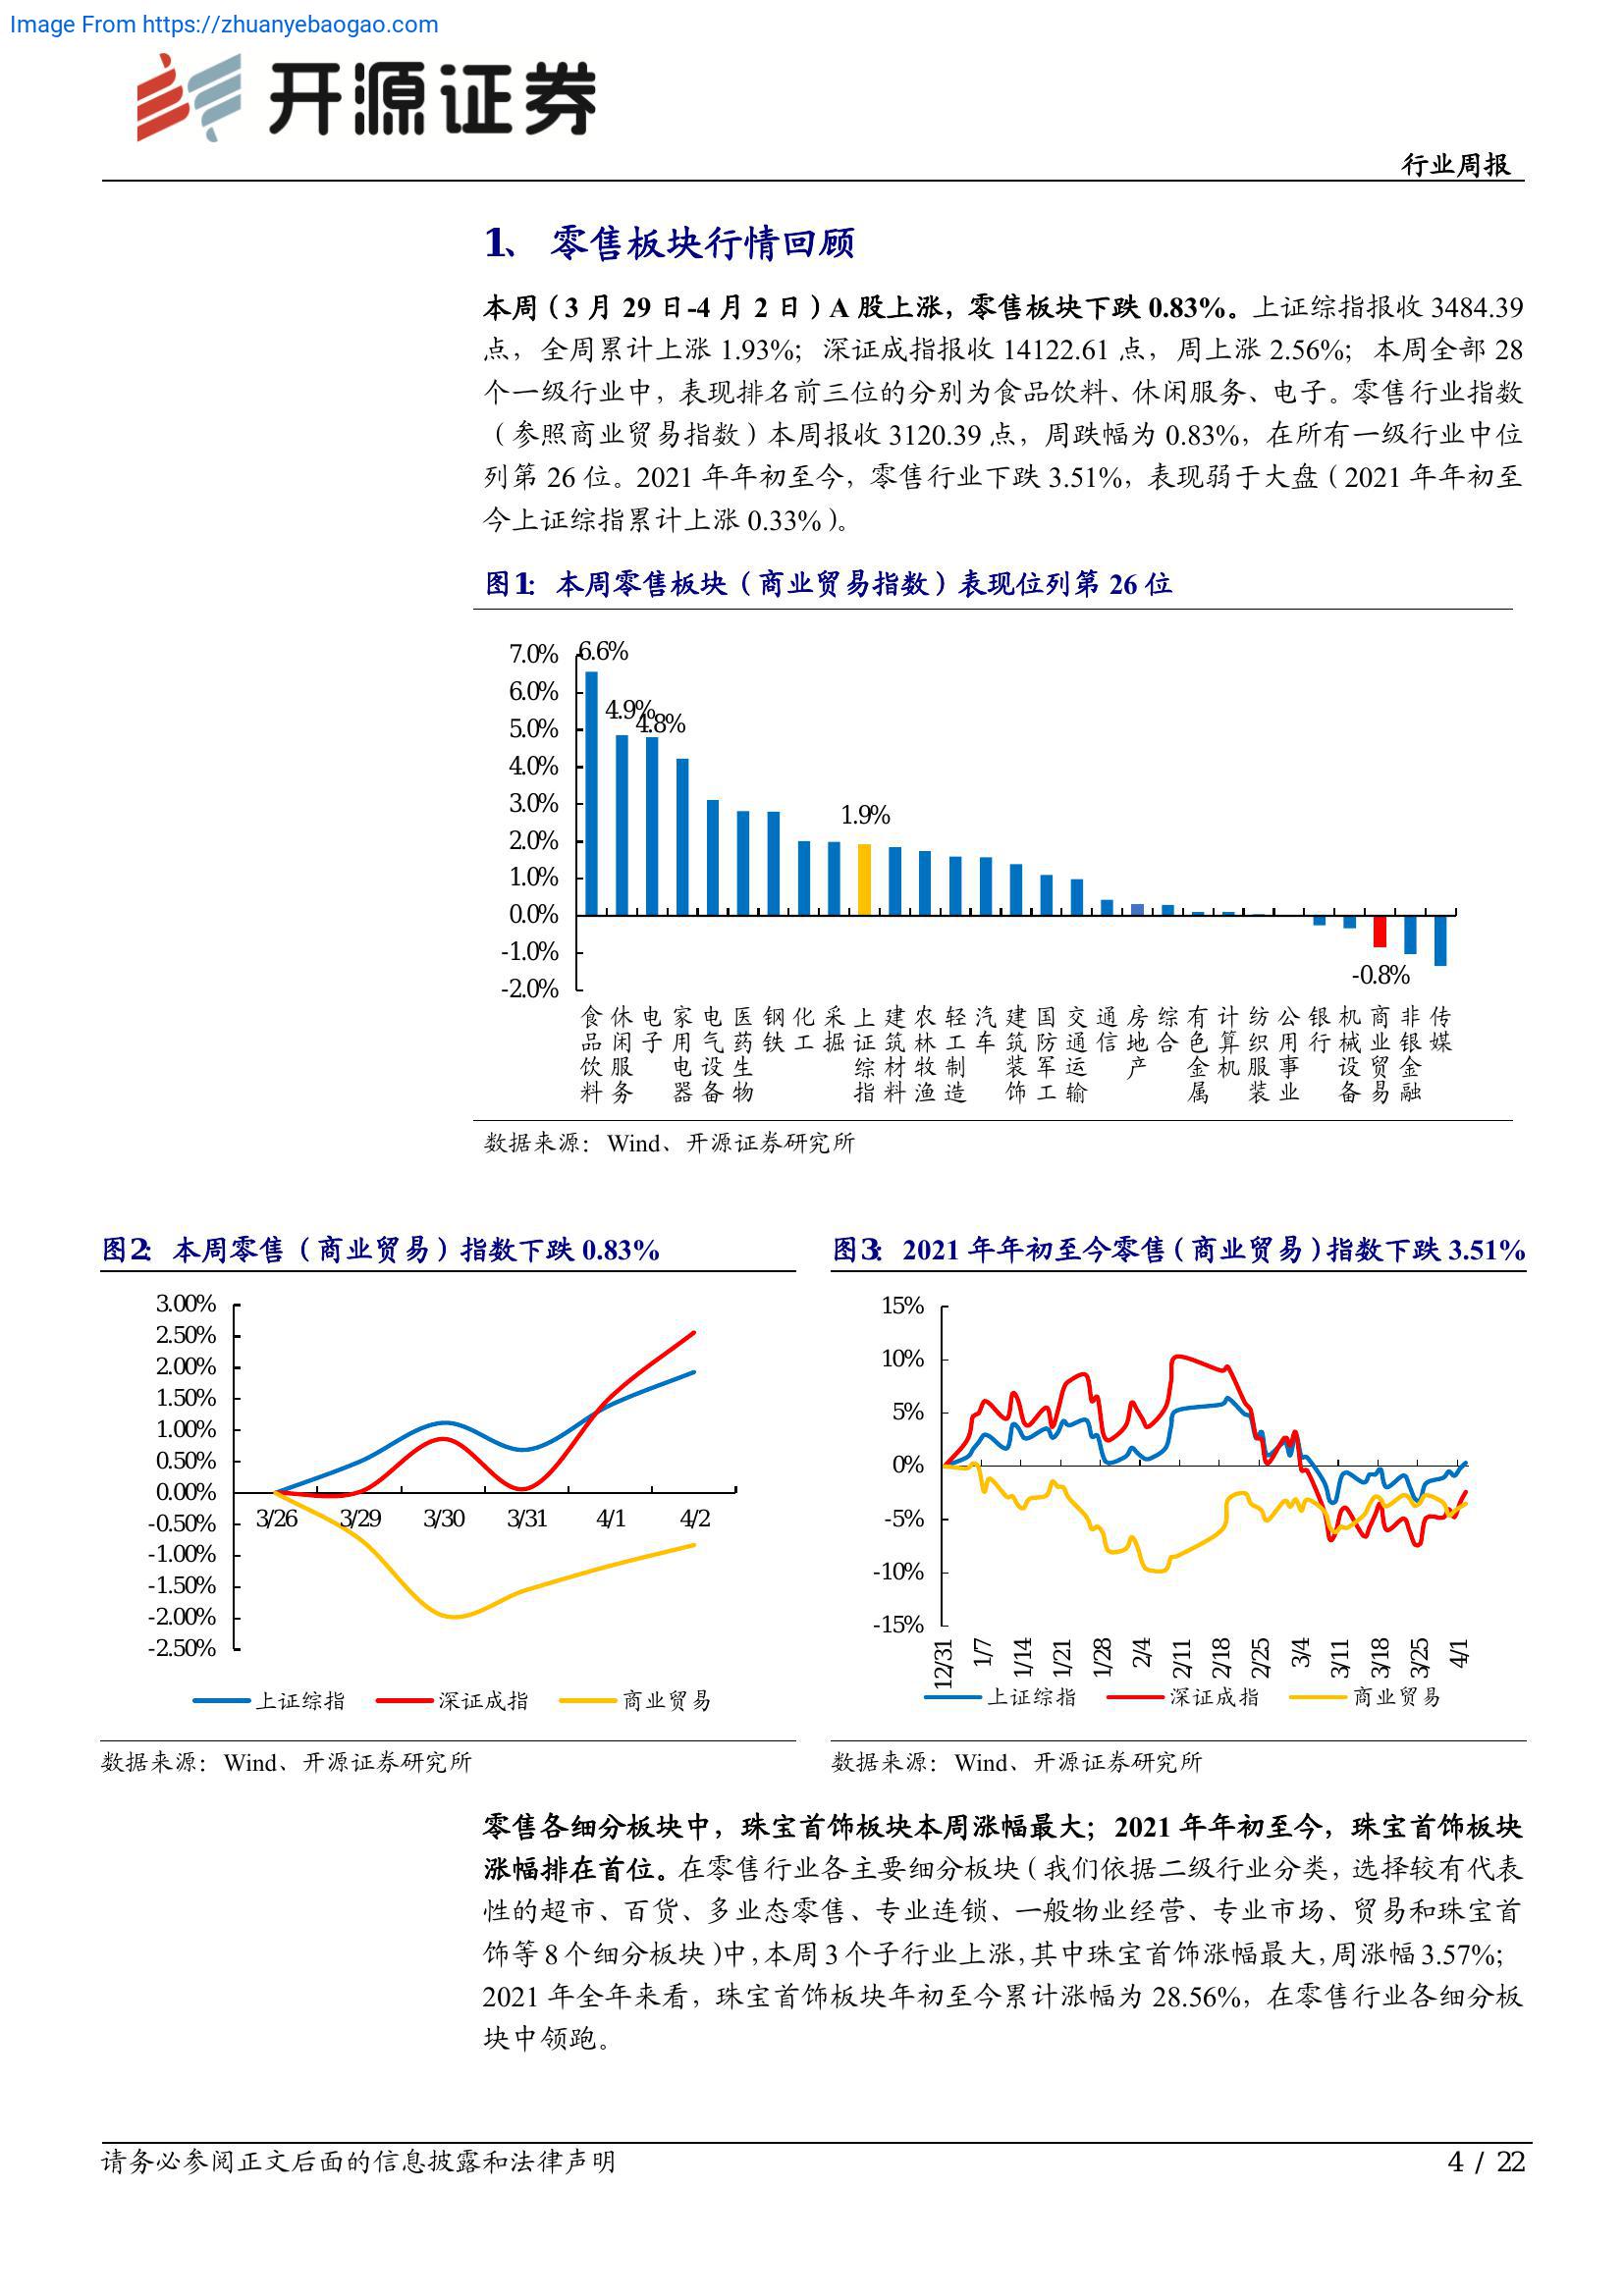 Image From https://zhuanyebaogao.com
开源证券
行业周报
1、 零售板块行情回顾
本周（3 月 29 日-4 月 2 日）A 股上涨，零售板块下跌 0.83%。上证综指报收 3484.39
点，全周累计上涨 1.93%；深证成指报收 14122.61 点，周上涨 2.56%；本周全部 28
个一级行业中，表现排名前三位的分别为食品饮料、休闲服务、电子。零售行业指数
（参照商业贸易指数）本周报收 3120.39 点，周跌幅为 0.83%，在所有一级行业中位
列第 26 位。2021 年年初至今，零售行业下跌 3.51%，表现弱于大盘（2021 年年初至
今上证综指累计上涨 0.33%）。
图1： 本周零售板块（商业贸易指数）表现位列第 26 位
7.0%
6.0%
5.0%
4.0%
3.0%
2.0%
1.0%
0.0%
-1.0%
-2.0%
6.6%
4.9%
4.8%
1.9%
-0.8%
食品饮料
休闲服务
电子
家用电器
电气设备
医药生物
钢铁
化工
采掘
上证综指
建筑材料
农林牧渔
轻工制造
汽车
建筑装饰
国防军工
交通运输
通信
房地产
综合
有色金属
计算机
纺织服装
公用事业
银行
机械设备
商业贸易
非银金融
传媒
数据来源：Wind、开源证券研究所
图2： 本周零售（商业贸易）指数下跌 0.83%
3.00%
2.50%
2.00%
1.50%
1.00%
0.50%
0.00%
-0.50%
-1.00%
-1.50%
-2.00%
-2.50%
3/26 3/29 3/30 3/31 4/1 4/2
上证综指 深证成指 商业贸易
数据来源：Wind、开源证券研究所
图3： 2021 年年初至今零售（商业贸易）指数下跌 3.51%
15%
10%
5%
0%
-5%
-10%
-15%
12/31 1/7 1/14 1/21 1/28 2/4 2/11 2/18 2/25 3/4 3/11 3/18 3/25 4/1
上证综指 深证成指 商业贸易
数据来源：Wind、开源证券研究所
零售各细分板块中，珠宝首饰板块本周涨幅最大；2021 年年初至今，珠宝首饰板块
涨幅排在首位。在零售行业各主要细分板块（我们依据二级行业分类，选择较有代表
性的超市、百货、多业态零售、专业连锁、一般物业经营、专业市场、贸易和珠宝首
饰等 8 个细分板块）中，本周 3 个子行业上涨，其中珠宝首饰涨幅最大，周涨幅 3.57%；
2021 年全年来看，珠宝首饰板块年初至今累计涨幅为 28.56%，在零售行业各细分板
块中领跑。
请务必参阅正文后面的信息披露和法律声明
4 / 22